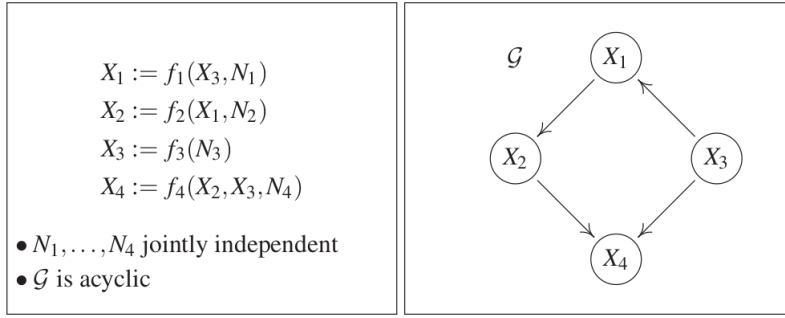 X₁ := f₁(X₃,N₁)
X₂ := f₂(X₁,N₂)
X₃ := f₃(N₃)
X₄ := f₄(X₂,X₃,N₄)
• N₁,…,N₄ jointly independent
• 𝒢 is acyclic
𝒢
X₁
X₂
X₃
X₄